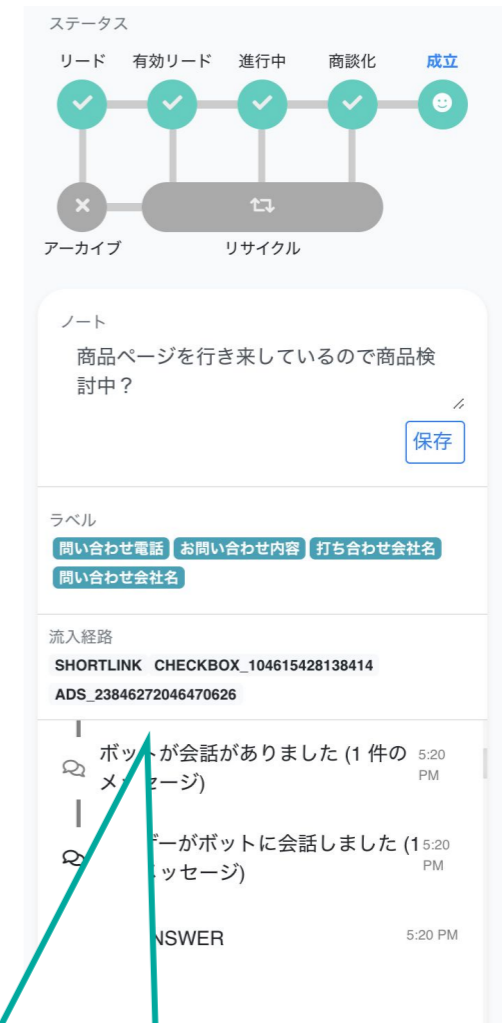 ステータス
リード 有効リード 進行中 商談化 成立
アーカイブ リサイクル
ノート
商品ページを行き来しているので商品検
討中？
保存
ラベル
問い合わせ電話 お問い合わせ内容 打ち合わせ会社名
問い合わせ会社名
流入経路
SHORTLINK CHECKBOX_104615428138414
ADS_23846272046470626
ボットが会話がありました (1 件の 5:20
メッセージ) PM
ーがボットに会話しました (1 5:20
ッセージ) PM
NSWER 5:20 PM